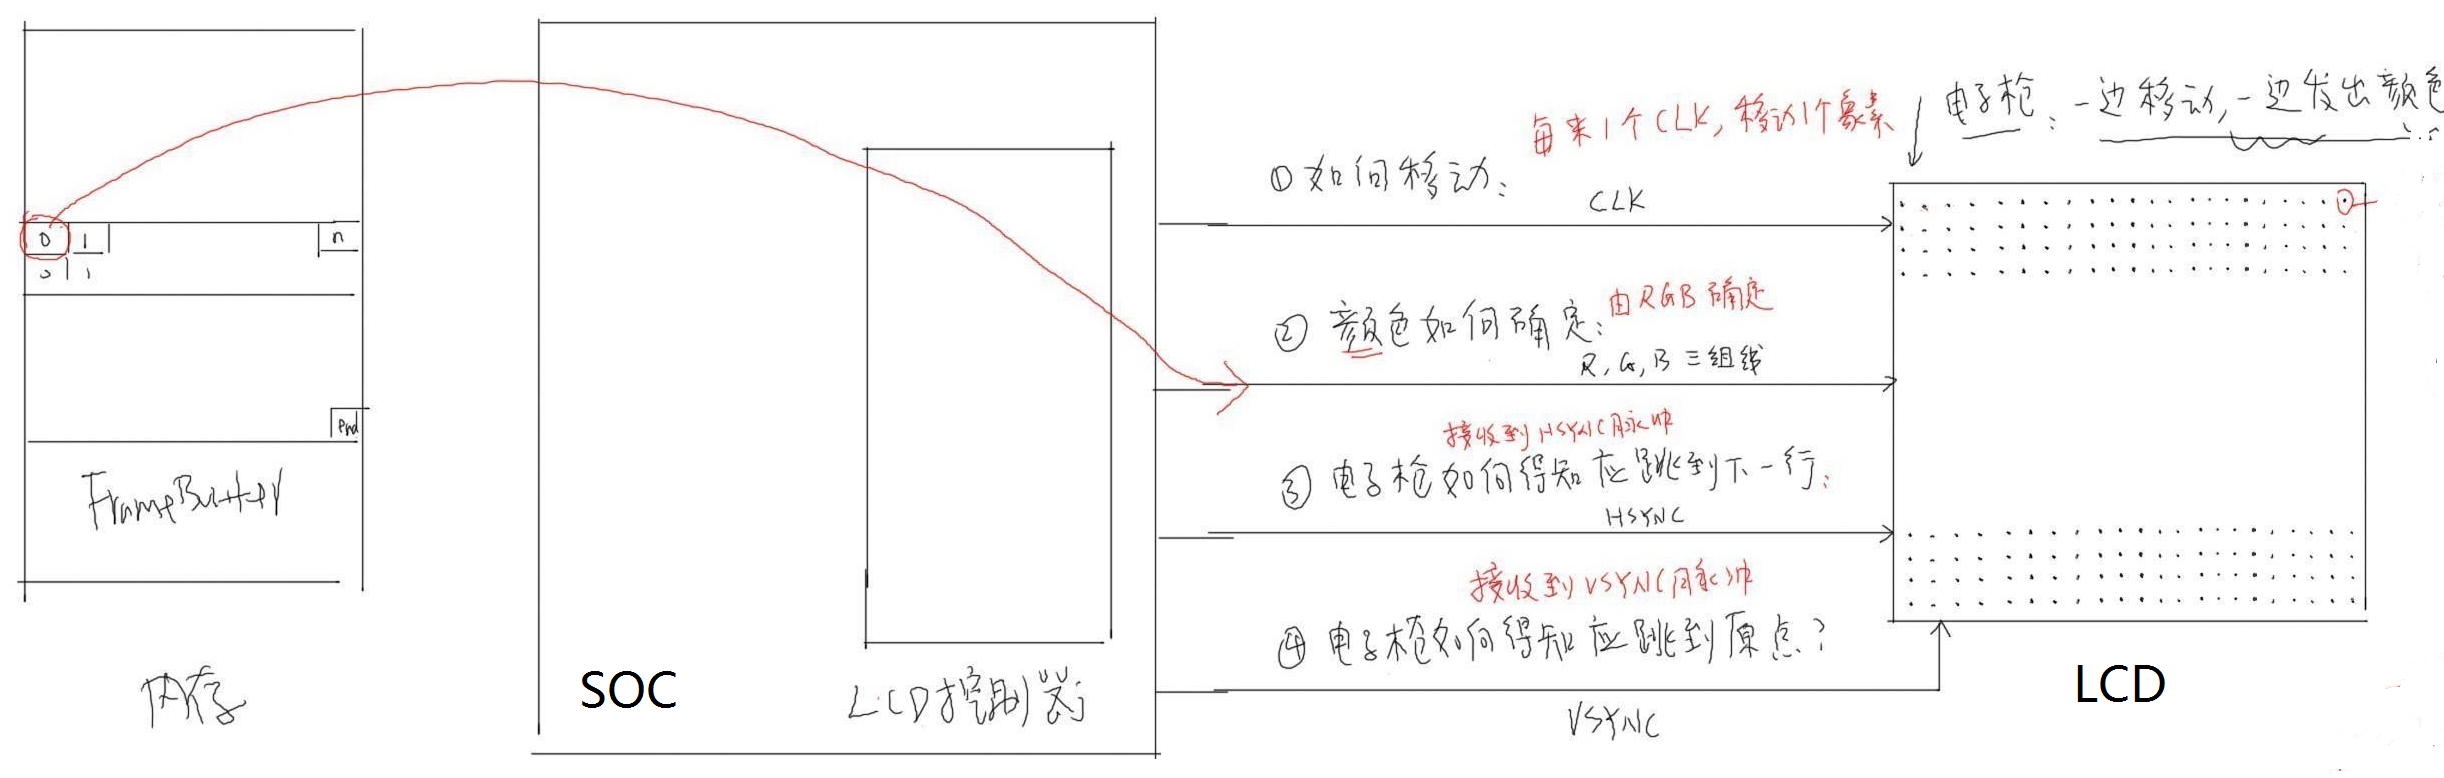 0 1 n
0 1
end
FrameBuffer
内存
SOC
LCD控制器
电子枪：一边移动，一边发出颜色
每来1个CLK，移动1个象素
①如何移动：
CLK
②颜色如何确定：
由RGB确定
R，G，B三组线
接收到HSYNC脉冲
③电子枪如何得知应跳到下一行：
HSYNC
接收到VSYNC脉冲
④电子枪如何得知应跳到原点？
VSYNC
LCD